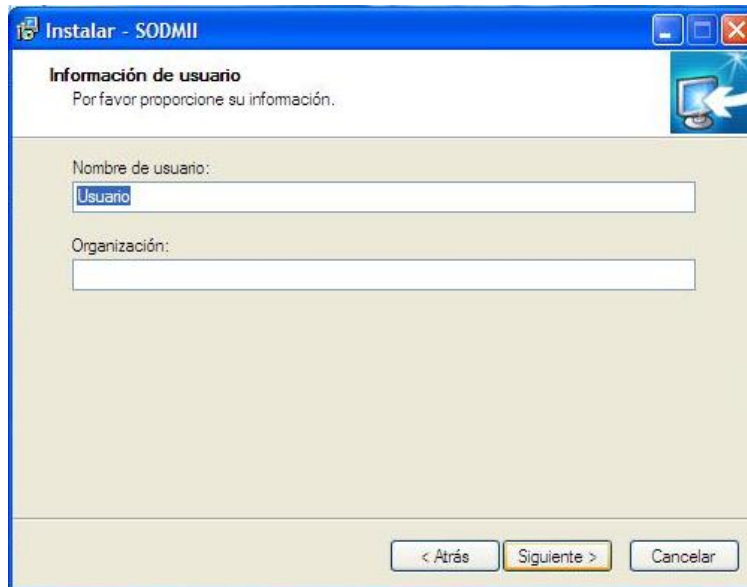 Instalar - SODMII
Información de usuario
Por favor proporcione su información.
Nombre de usuario:
Usuario
Organización:
< Atrás
Siguiente >
Cancelar